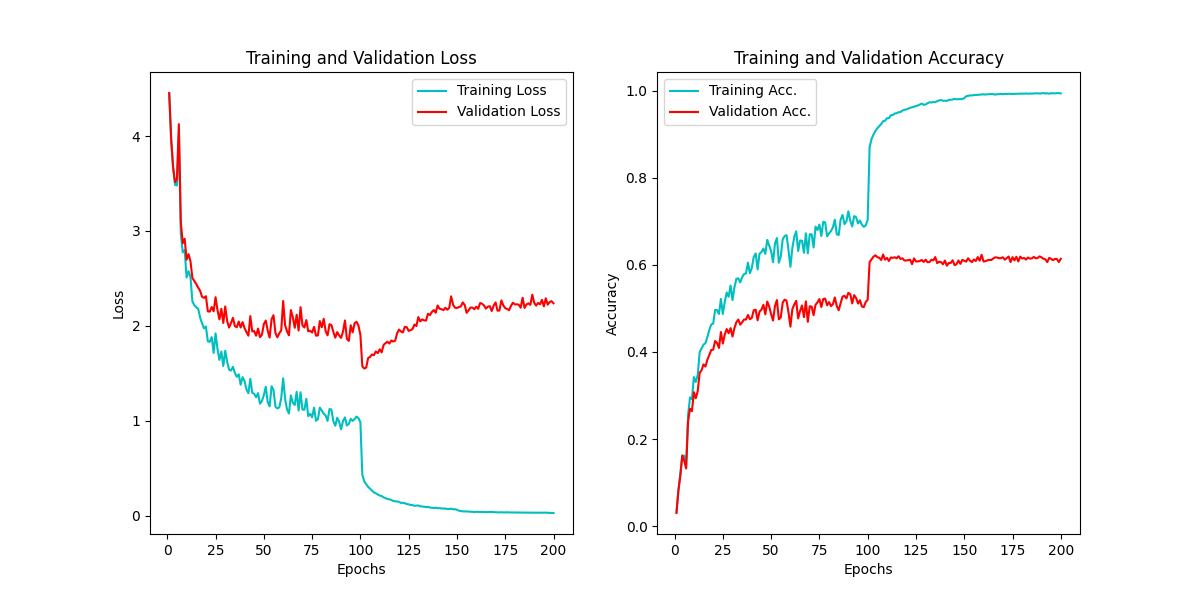 Training and Validation Loss
Training Loss
Validation Loss
Loss
4
3
2
1
0
0 25 50 75 100 125 150 175 200
Epochs
Training and Validation Accuracy
Training Acc.
Validation Acc.
Accuracy
1.0
0.8
0.6
0.4
0.2
0.0
0 25 50 75 100 125 150 175 200
Epochs